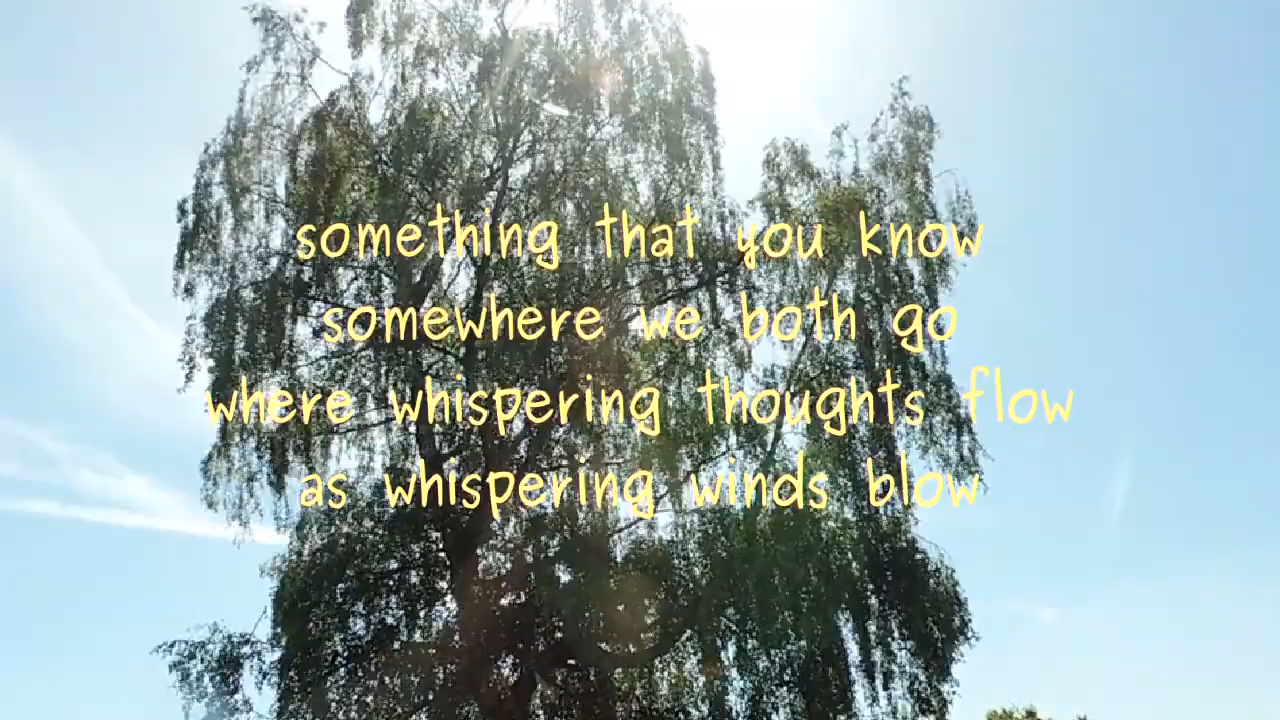 something that you know
somewhere we both go
where whispering thoughts flow
as whispering winds blow